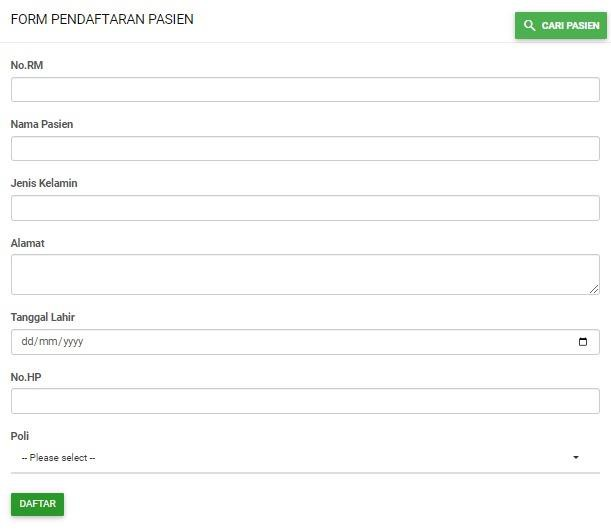 FORM PENDAFTARAN PASIEN
CARI PASIEN
No.RM
Nama Pasien
Jenis Kelamin
Alamat
Tanggal Lahir
dd/mm/yyyy
No.HP
Poli
-- Please select --
DAFTAR